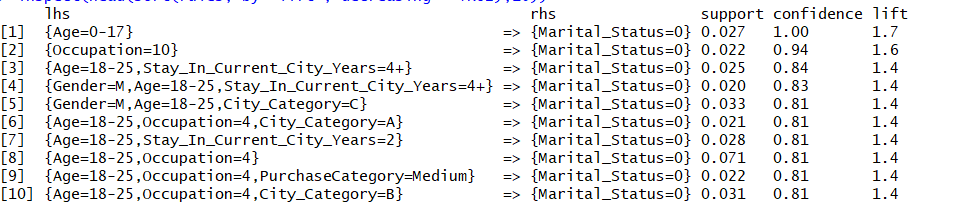 lhs rhs support confidence lift
[1] {Age=0-17} => {Marital_Status=0} 0.027 1.00 1.7
[2] {Occupation=10} => {Marital_Status=0} 0.022 0.94 1.6
[3] {Age=18-25,Stay_In_Current_City_Years=4+} => {Marital_Status=0} 0.025 0.84 1.4
[4] {Gender=M,Age=18-25,Stay_In_Current_City_Years=4+} => {Marital_Status=0} 0.020 0.83 1.4
[5] {Gender=M,Age=18-25,City_Category=C} => {Marital_Status=0} 0.033 0.81 1.4
[6] {Age=18-25,Occupation=4,City_Category=A} => {Marital_Status=0} 0.021 0.81 1.4
[7] {Age=18-25,Stay_In_Current_City_Years=2} => {Marital_Status=0} 0.028 0.81 1.4
[8] {Age=18-25,Occupation=4} => {Marital_Status=0} 0.071 0.81 1.4
[9] {Age=18-25,Occupation=4,PurchaseCategory=Medium} => {Marital_Status=0} 0.022 0.81 1.4
[10] {Age=18-25,Occupation=4,City_Category=B} => {Marital_Status=0} 0.031 0.81 1.4